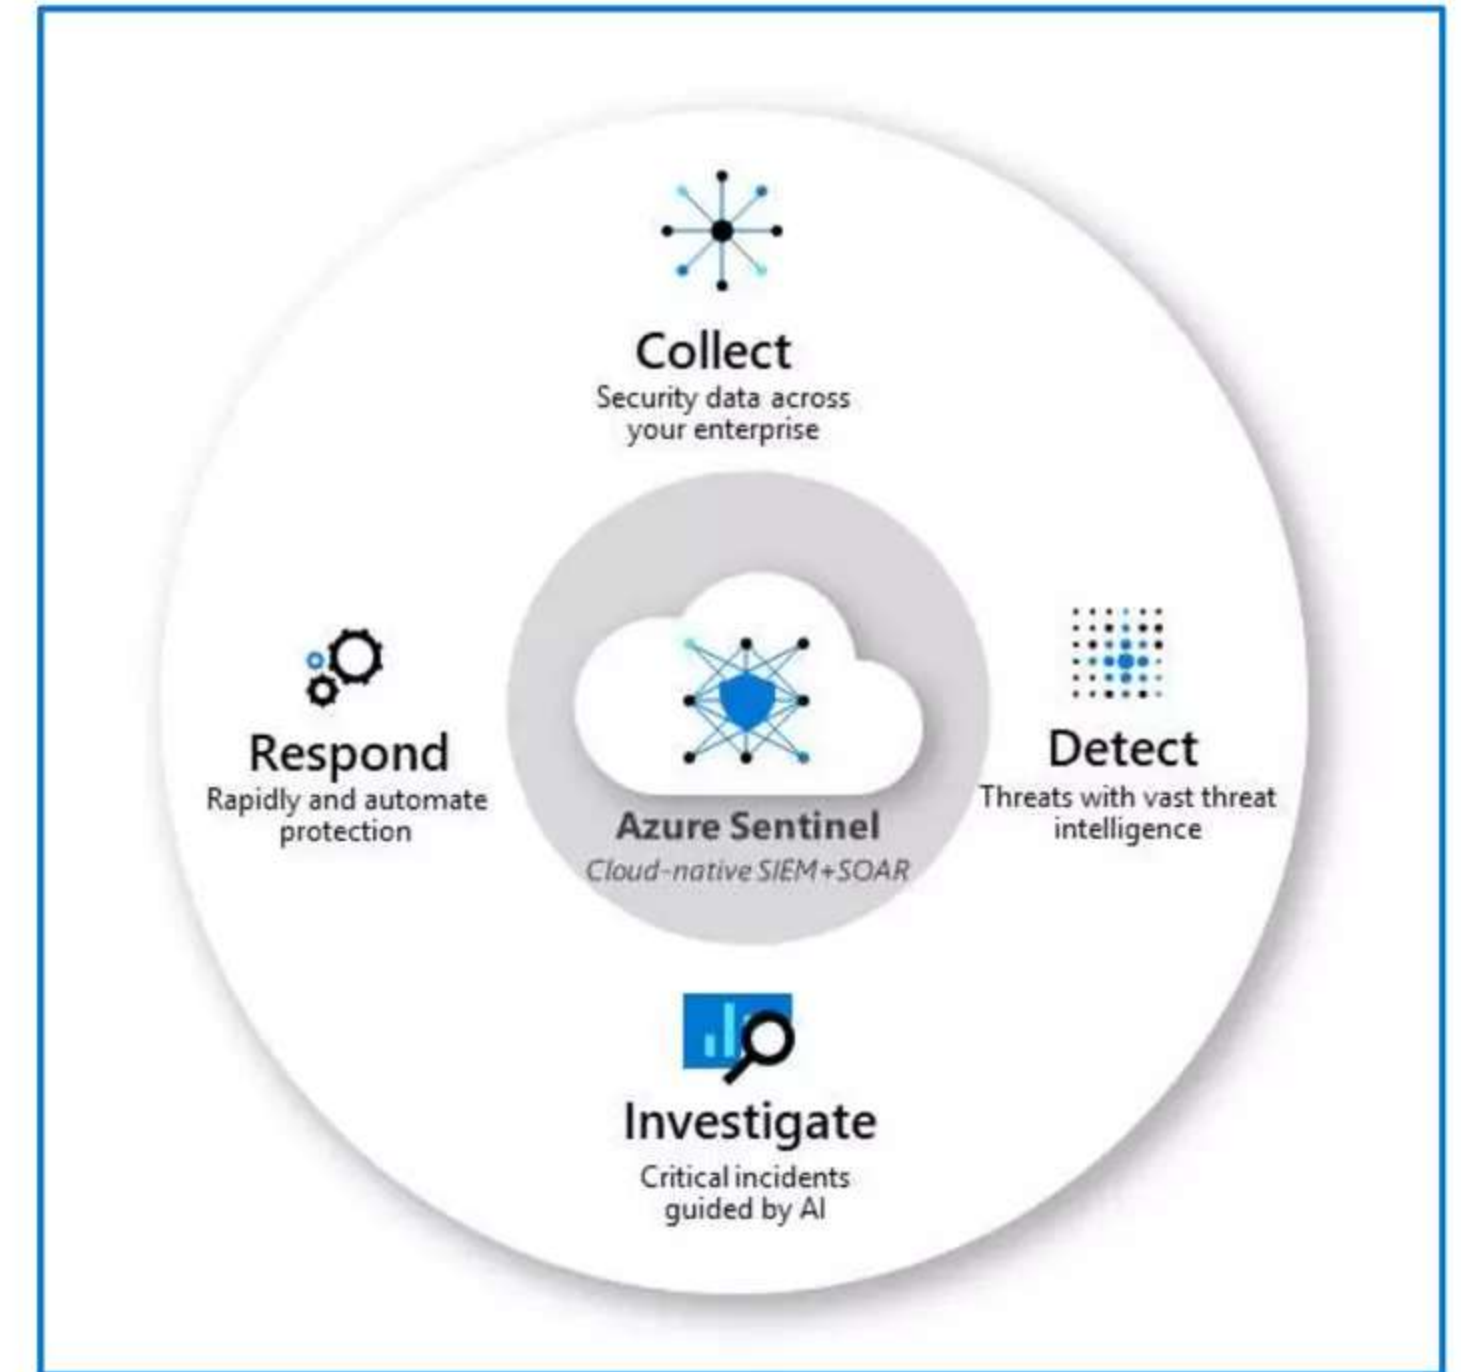 Collect
Security data across
your enterprise
Respond
Rapidly and automate
protection
Azure Sentinel
Cloud-native SIEM+SOAR
Detect
Threats with vast threat
intelligence
Investigate
Critical incidents
guided by AI